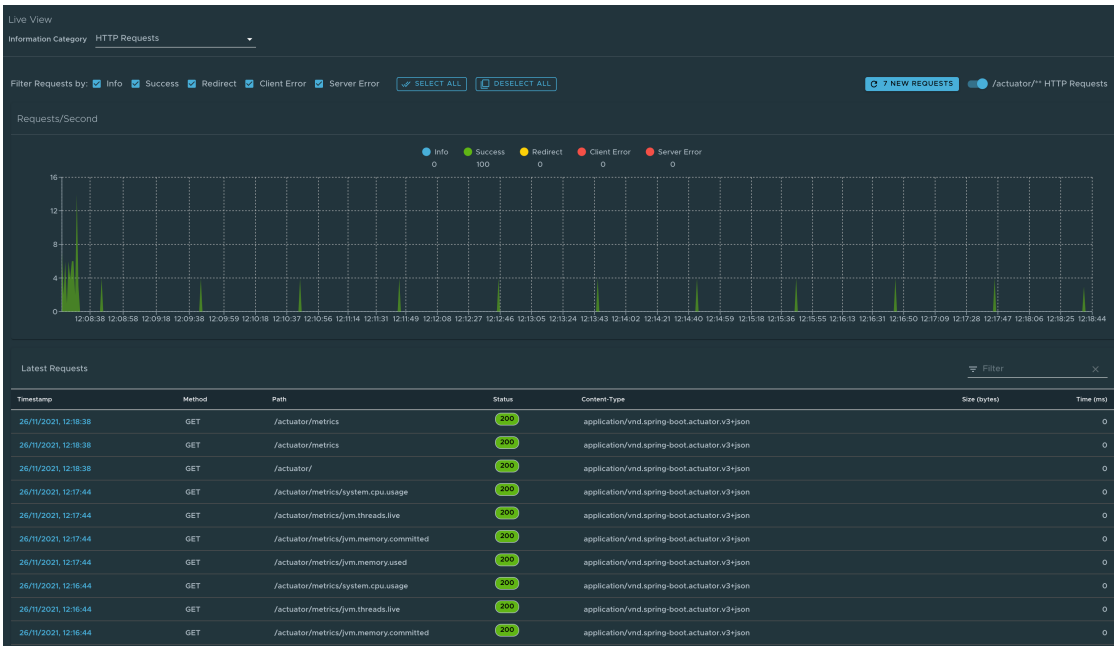 Live View
Information Category HTTP Requests
Filter Requests by: Info Success Redirect Client Error Server Error SELECT ALL DESELECT ALL 7 NEW REQUESTS /actuator/** HTTP Requests
Requests/Second
Info Success Redirect Client Error Server Error
0 100 0 0 0
16
12
8
4
0
12:08:38 12:08:58 12:09:18 12:09:38 12:09:59 12:10:18 12:10:37 12:10:56 12:11:14 12:11:31 12:11:49 12:12:08 12:12:27 12:12:46 12:13:05 12:13:24 12:13:43 12:14:02 12:14:21 12:14:40 12:14:59 12:15:18 12:15:36 12:15:55 12:16:13 12:16:31 12:16:50 12:17:09 12:17:28 12:17:47 12:18:06 12:18:25 12:18:44
Latest Requests Filter
Timestamp Method Path Status Content-Type Size (bytes) Time (ms)
26/11/2021, 12:18:38 GET /actuator/metrics 200 application/vnd.spring-boot.actuator.v3+json 0
26/11/2021, 12:18:38 GET /actuator/metrics 200 application/vnd.spring-boot.actuator.v3+json 0
26/11/2021, 12:18:38 GET /actuator/ 200 application/vnd.spring-boot.actuator.v3+json 0
26/11/2021, 12:17:44 GET /actuator/metrics/system.cpu.usage 200 application/vnd.spring-boot.actuator.v3+json 0
26/11/2021, 12:17:44 GET /actuator/metrics/jvm.threads.live 200 application/vnd.spring-boot.actuator.v3+json 0
26/11/2021, 12:17:44 GET /actuator/metrics/jvm.memory.committed 200 application/vnd.spring-boot.actuator.v3+json 0
26/11/2021, 12:17:44 GET /actuator/metrics/jvm.memory.used 200 application/vnd.spring-boot.actuator.v3+json 0
26/11/2021, 12:16:44 GET /actuator/metrics/system.cpu.usage 200 application/vnd.spring-boot.actuator.v3+json 0
26/11/2021, 12:16:44 GET /actuator/metrics/jvm.threads.live 200 application/vnd.spring-boot.actuator.v3+json 0
26/11/2021, 12:16:44 GET /actuator/metrics/jvm.memory.committed 200 application/vnd.spring-boot.actuator.v3+json 0